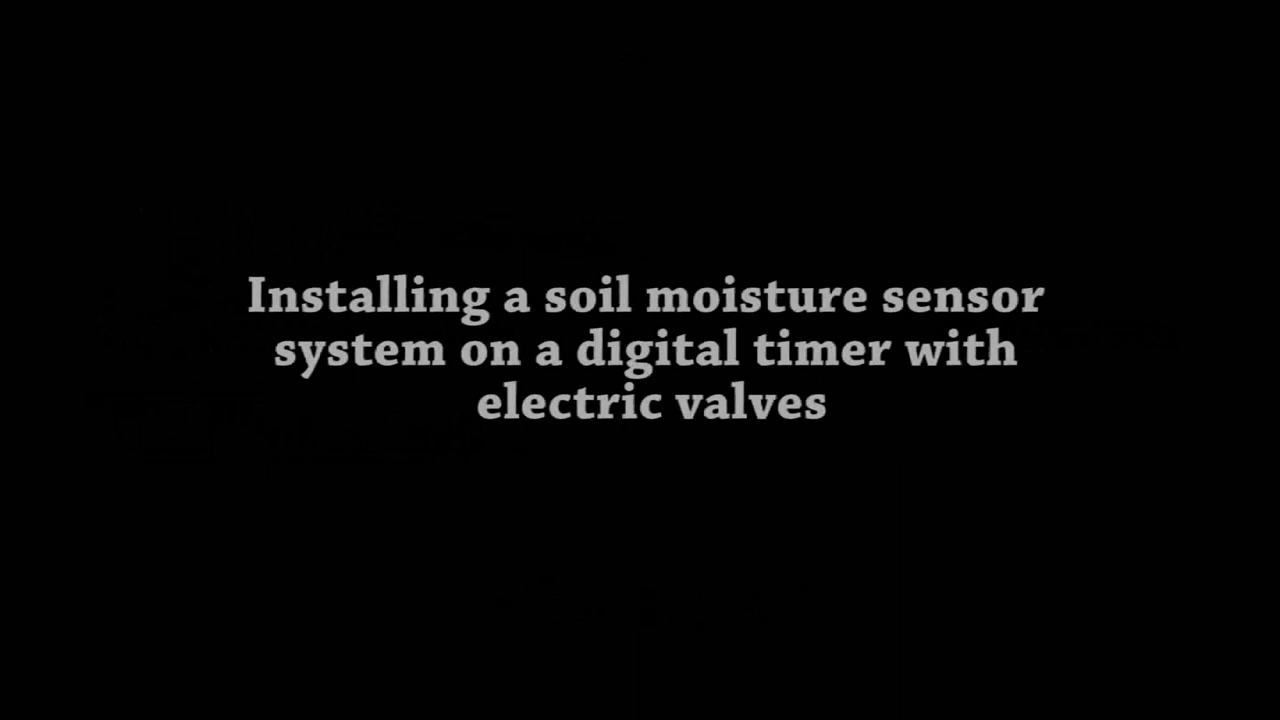 Installing a soil moisture sensor
system on a digital timer with
electric valves